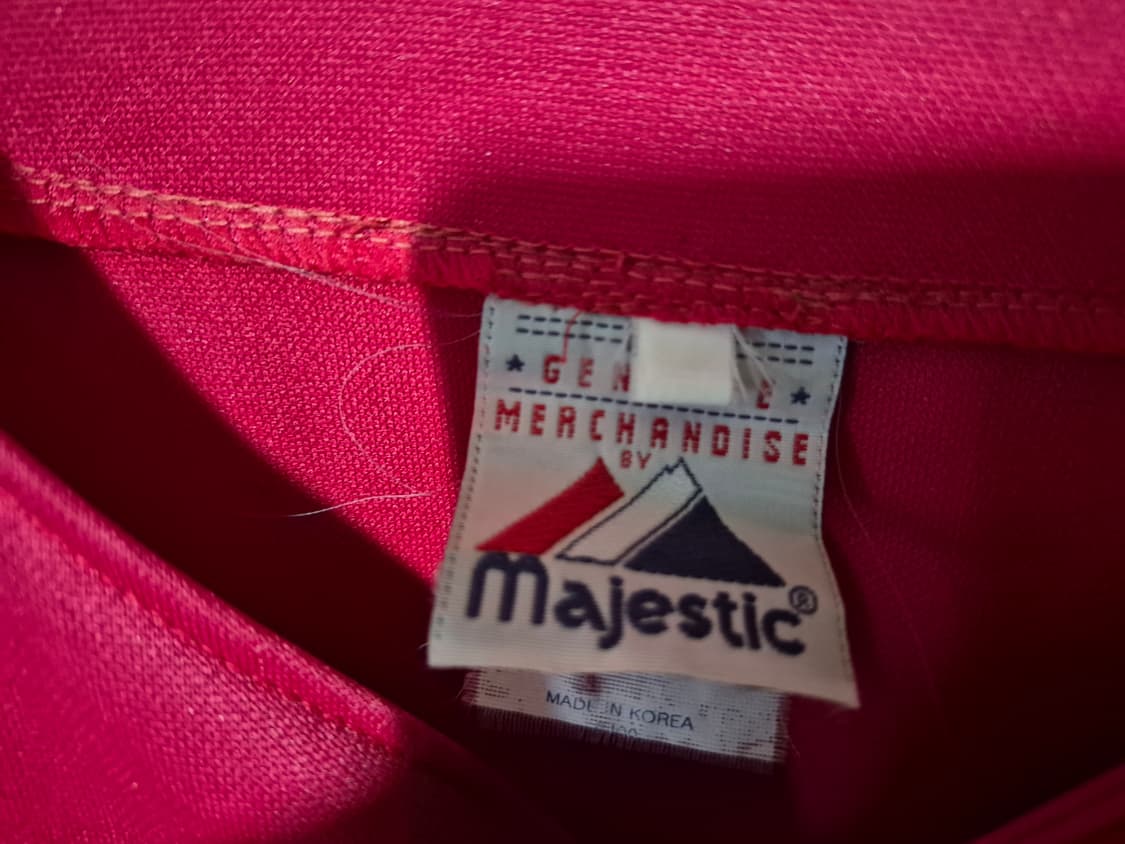 MERCHANDISE
BY
Majestic®
MADE IN KOREA